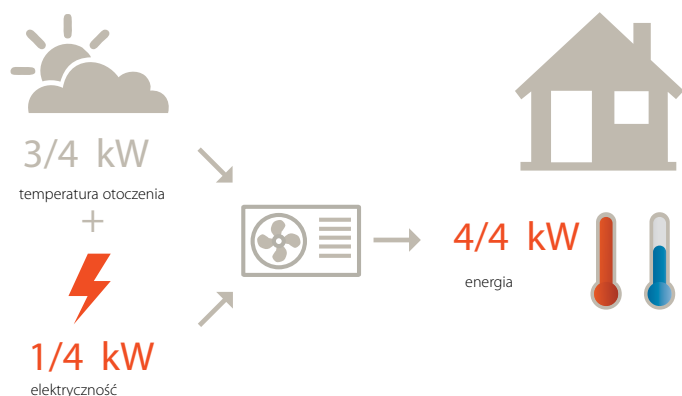 3/4 kW
temperatura otoczenia
+
1/4 kW
elektryczność
4/4 kW
energia